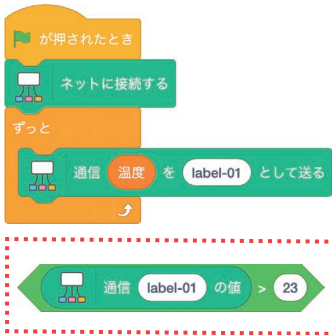 が押されたとき
ネットに接続する
ずっと
通信 温度 を label-01 として送る
通信 label-01 の値 > 23